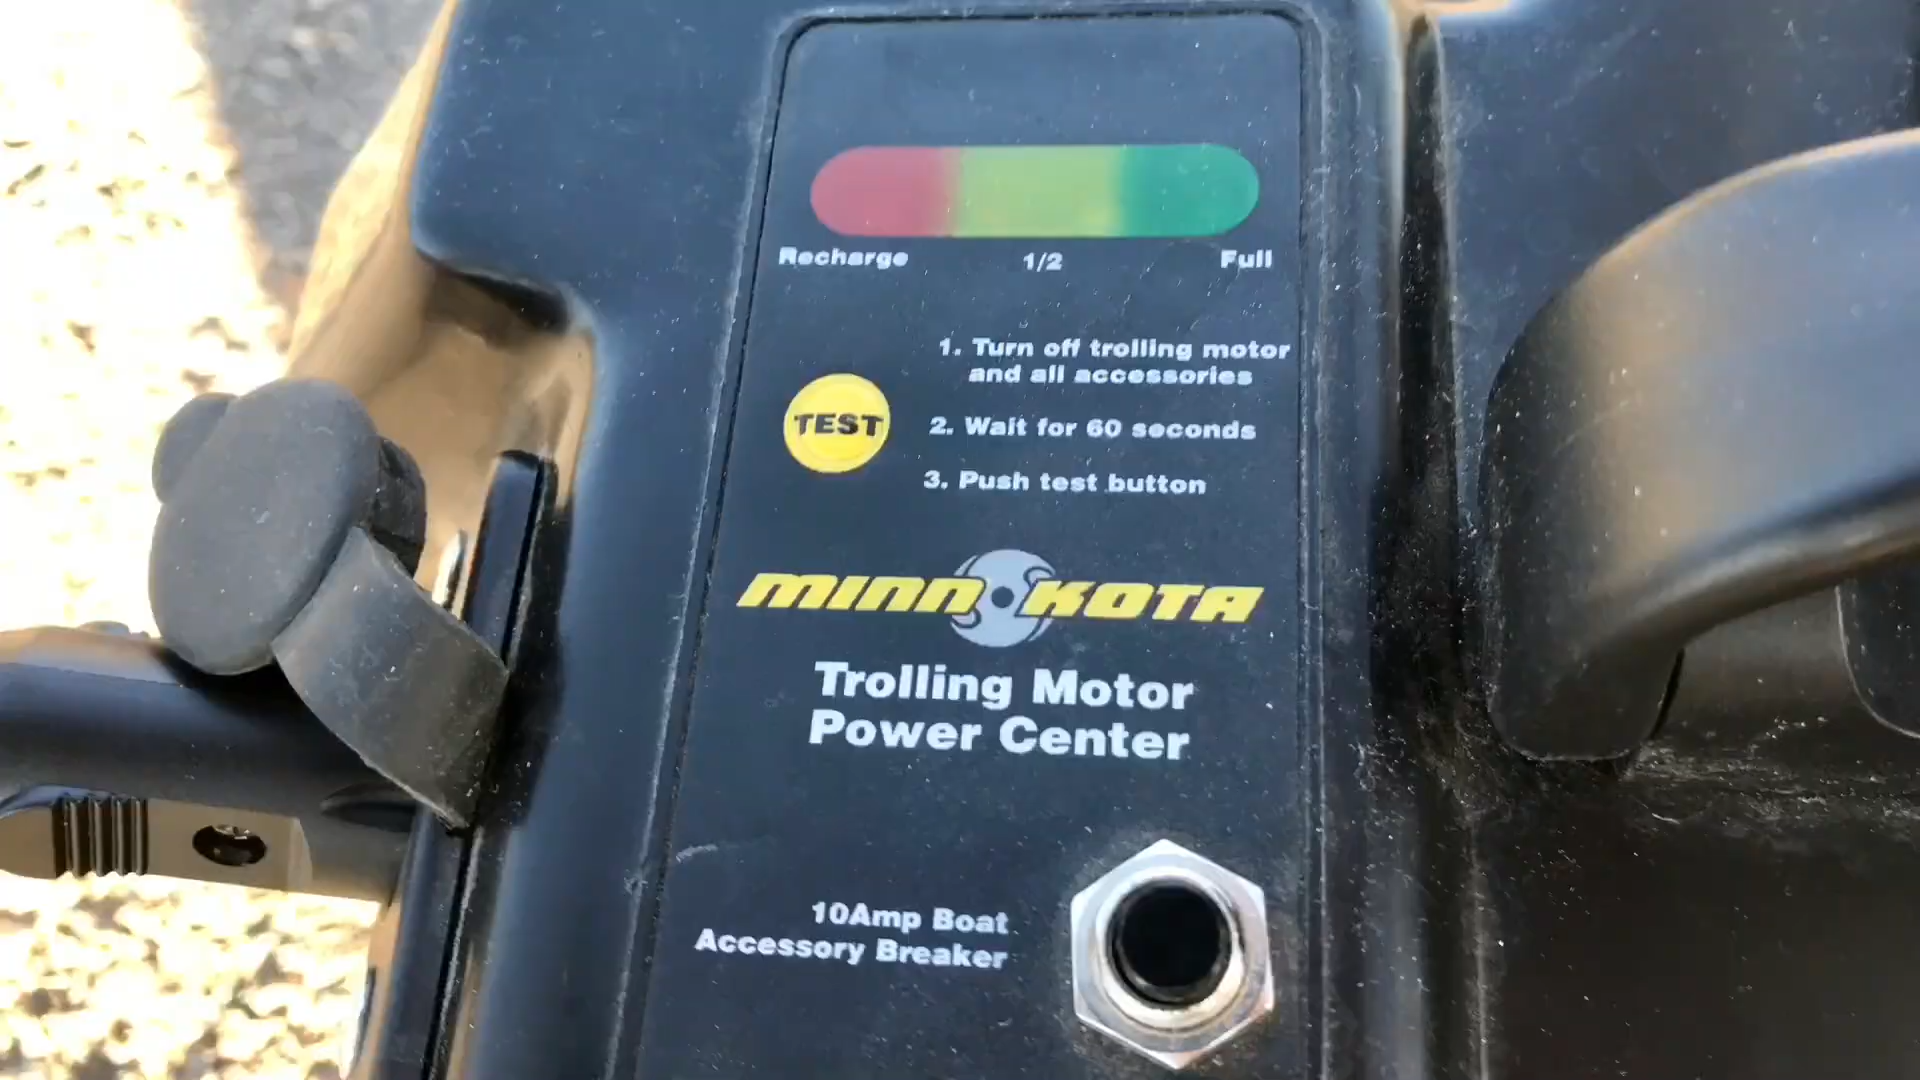 Recharge 1/2 Full
1. Turn off trolling motor
and all accessories
TEST
2. Wait for 60 seconds
3. Push test button
MINN KOTA
Trolling Motor
Power Center
10Amp Boat
Accessory Breaker